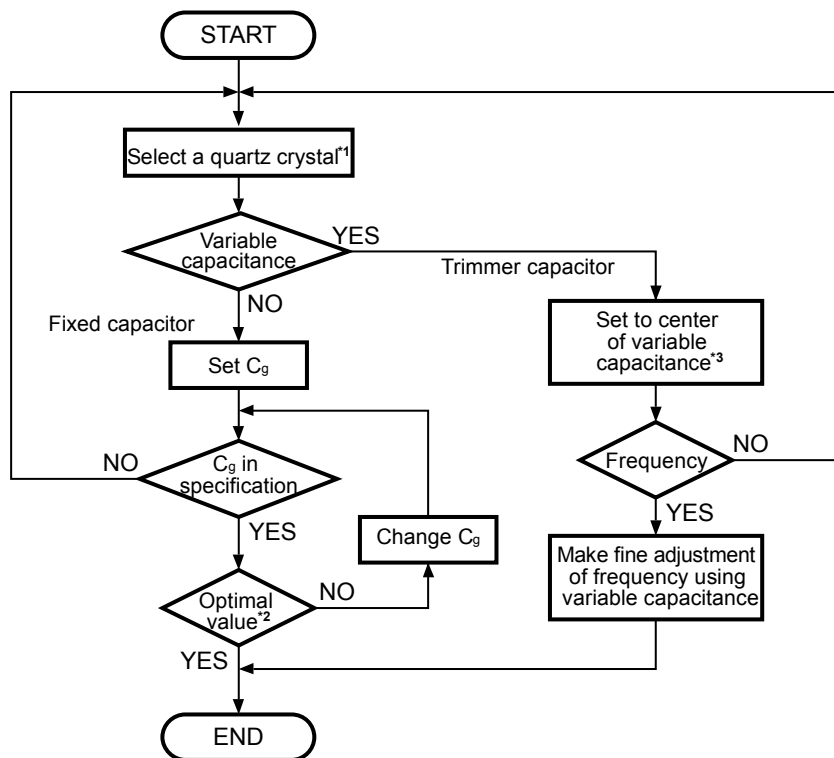 START
Select a quartz crystal*1
Variable
capacitance
YES
Trimmer capacitor
NO
Fixed capacitor
Set Cg
Set to center
of variable
capacitance*3
Cg in
specification
NO
YES
Frequency
NO
YES
Change Cg
Make fine adjustment
of frequency using
variable capacitance
Optimal
value*2
NO
YES
END